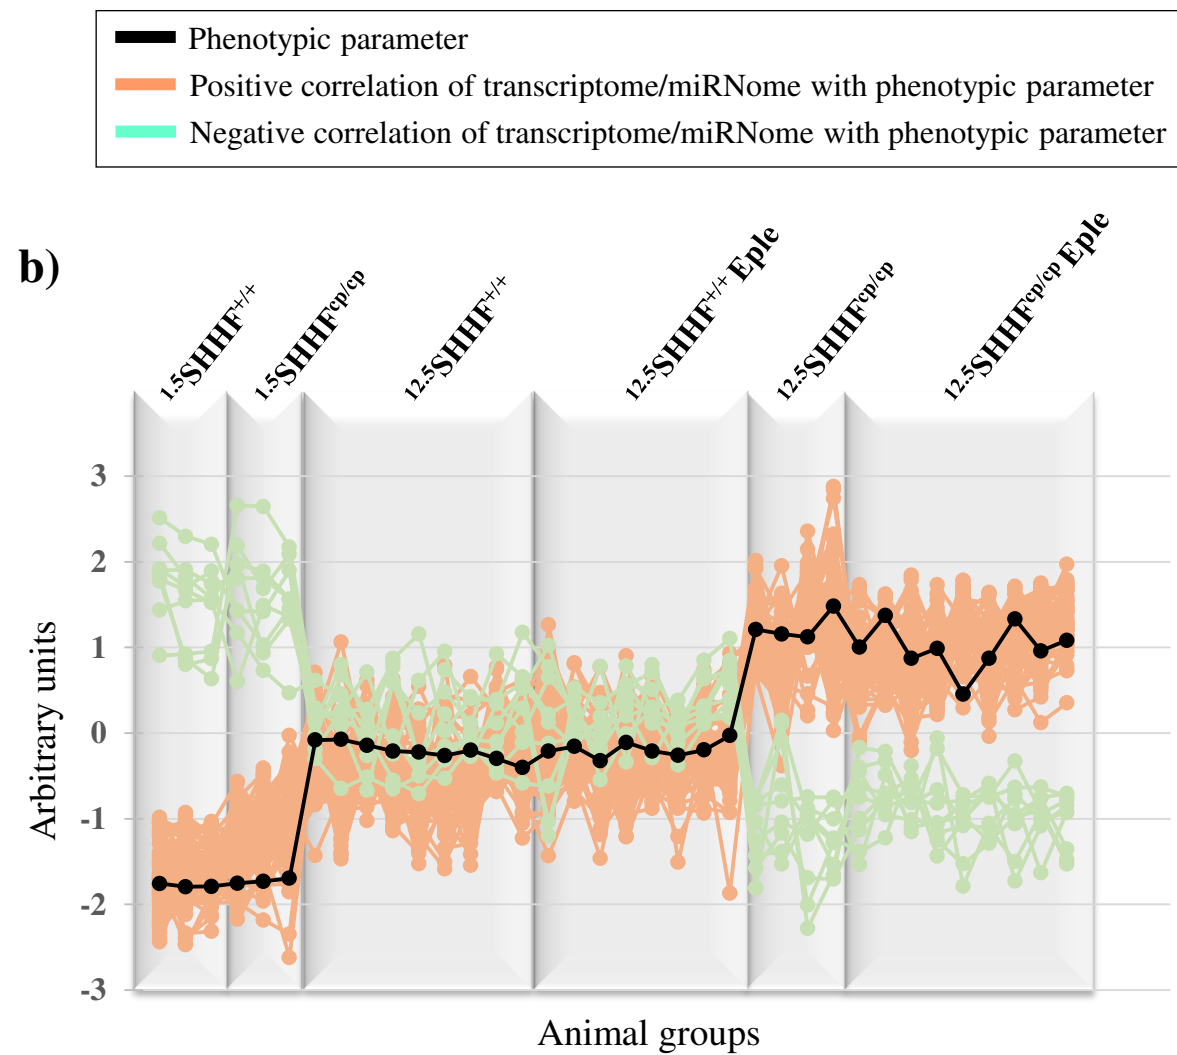 Phenotypic parameter
Positive correlation of transcriptome/miRNome with phenotypic parameter
Negative correlation of transcriptome/miRNome with phenotypic parameter
b)
1.5SHHF+/+
1.5SHHFcp/cp
12.5SHHF+/+
12.5SHHF+/+ Eple
12.5SHHFcp/cp
12.5SHHFcp/cp Eple
3
2
1
0
-1
-2
-3
Arbitrary units
Animal groups